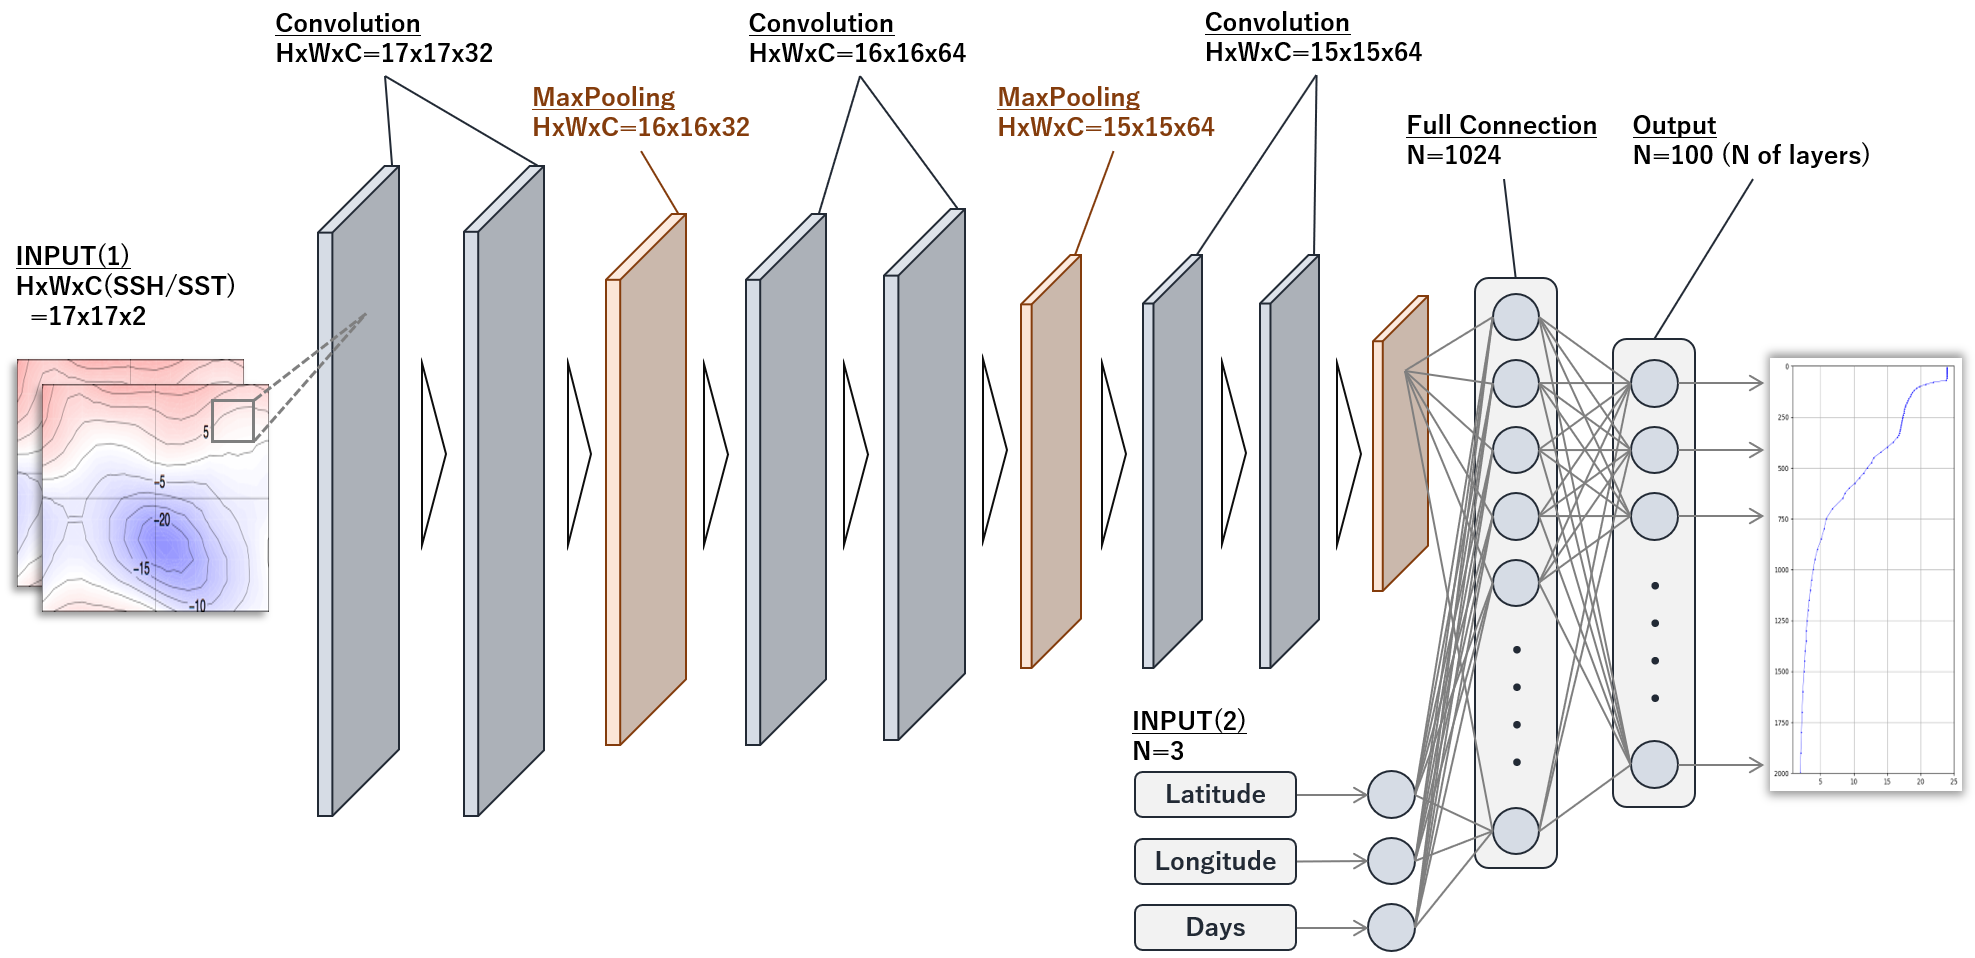 Convolution
HxWxC=17x17x32
Convolution
HxWxC=16x16x64
Convolution
HxWxC=15x15x64
MaxPooling
HxWxC=16x16x32
MaxPooling
HxWxC=15x15x64
Full Connection
N=1024
Output
N=100 (N of layers)
INPUT(1)
HxWxC(SSH/SST)
=17x17x2
5
-5
-20
-15
-10
INPUT(2)
N=3
Latitude
Longitude
Days
0
250
500
750
1000
1250
1500
1750
2000
5 10 15 20 25